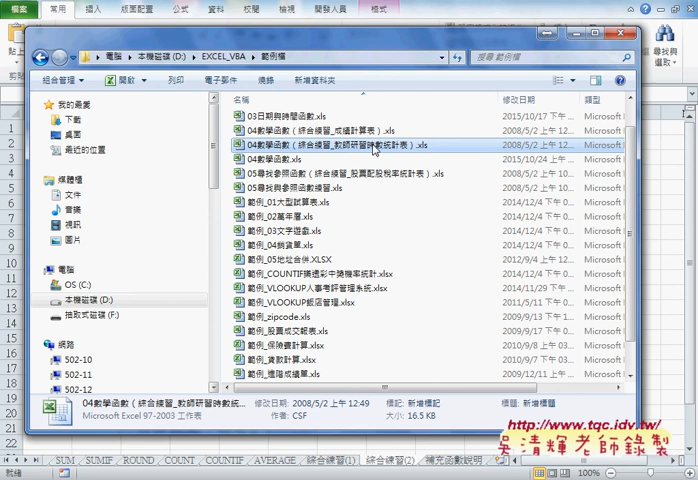 檔案 常用 插入 版面配置 公式 資料 校閱 檢視 開發人員 格式
貼上
剪貼
尋找與
選取
電腦 本機磁碟 (D:) EXCEL_VBA 範例檔
搜尋 範例檔
組合管理 開啟 列印 電子郵件 燒錄 新增資料夾
我的最愛
下載
桌面
最近的位置
媒體櫃
文件
音樂
視訊
圖片
電腦
OS (C:)
本機磁碟 (D:)
抽取式磁碟 (F:)
網路
502-10
502-11
502-12
名稱 修改日期 類型
03日期與時間函數.xls 2015/10/17 下午... Microsoft
04數學函數（綜合練習_成績計算表）.xls 2008/5/2 上午 12... Microsoft
04數學函數（綜合練習_教師研習時數統計表）.xls 2008/5/2 上午 12... Microsoft
04數學函數.xls 2015/10/24 上午... Microsoft
05尋找參照函數（綜合練習_股票配股稅率統計表）.xls 2008/5/2 上午 12... Microsoft
05尋找與參照函數練習.xls 2008/5/2 上午 12... Microsoft
範例_01大型試算表.xls 2014/12/4 下午 0... Microsoft
範例_02萬年曆.xls 2014/12/4 下午 0... Microsoft
範例_03文字遊戲.xls 2014/12/4 下午 0... Microsoft
範例_04銷貨單.xls 2014/12/4 下午 0... Microsoft
範例_05地址合併.XLSX 2012/9/4 上午 12... Microsoft
範例_COUNTIF摸透彩中獎機率統計.xls 2014/12/4 下午 0... Microsoft
範例_VLOOKUP人事考評管理系統.xls 2014/11/29 上午... Microsoft
範例_VLOOKUP飯店管理.xls 2011/5/11 下午 0... Microsoft
範例_zipcode.xls 2009/9/13 上午 1... Microsoft
範例_股票成交報表.xls 2009/9/17 上午 1... Microsoft
範例_保險費計算.xlsx 2010/9/8 上午 03... Microsoft
範例_貸款計算.xlsx 2010/9/8 上午 03... Microsoft
範例_進階成績單.xls 2009/12/11 上午... Microsoft
04數學函數（綜合練習_教師研習時數統... 修改日期: 2008/5/2 上午 12:49 標記: 新增標記 標題: 新增標題
Microsoft Excel 97-2003 工作表 作者: CSF 大小: 16.5 KB
http://www.tqc.idv.tw/
吳清輝老師錄製
SUM SUMIF ROUND COUNT COUNTIF AVERAGE 綜合練習(1) 綜合練習(2) 補充函數說明
就緒 100%